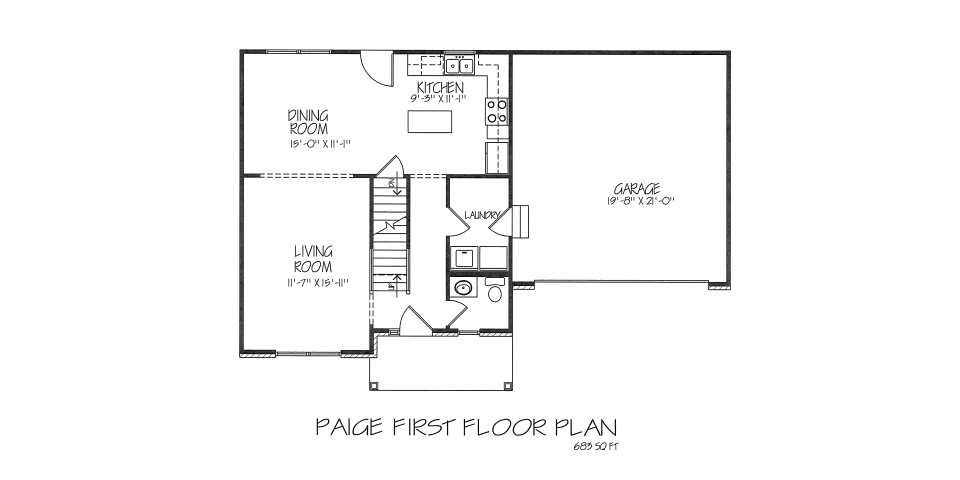 KITCHEN
9'-3" X 11'-1"
DINING
ROOM
15'-0" X 11'-1"
GARAGE
19'-8" X 21'-0"
LAUNDRY
LIVING
ROOM
11'-7" X 15'-11"
PAIGE FIRST FLOOR PLAN
683 SQ FT